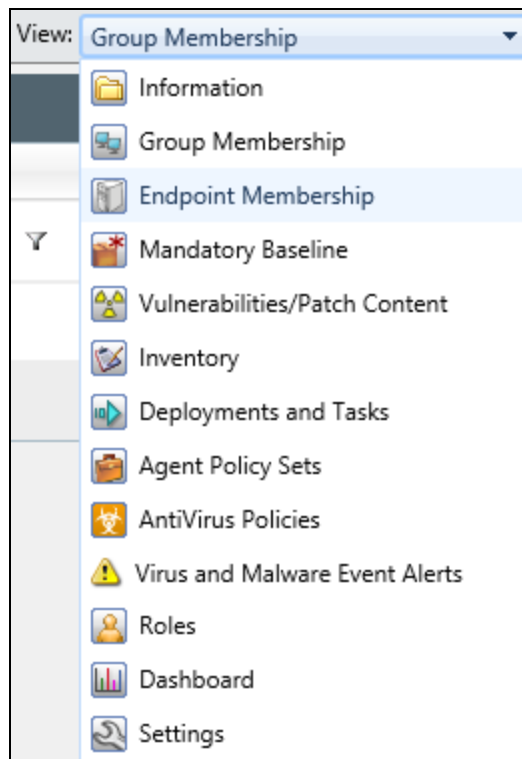 View: Group Membership
Information
Group Membership
Endpoint Membership
Mandatory Baseline
Vulnerabilities/Patch Content
Inventory
Deployments and Tasks
Agent Policy Sets
AntiVirus Policies
Virus and Malware Event Alerts
Roles
Dashboard
Settings